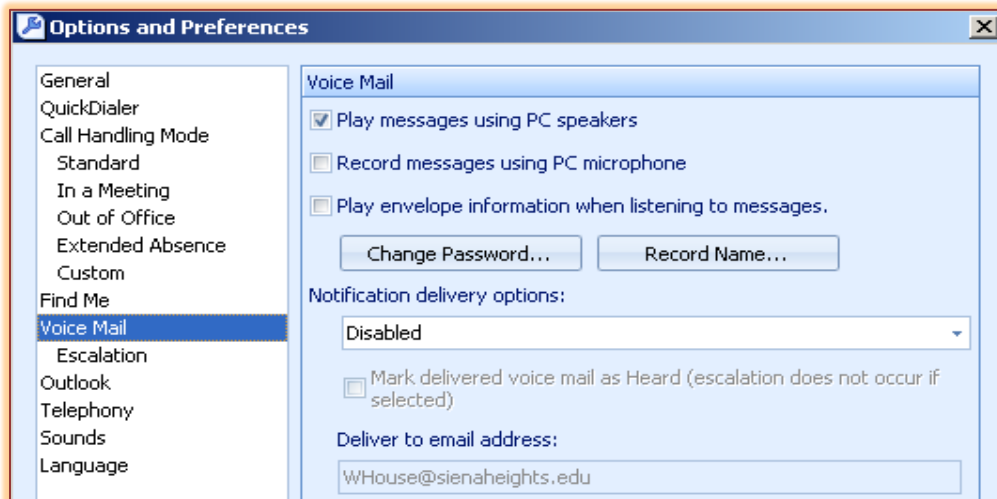 Options and Preferences
General
QuickDialer
Call Handling Mode
Standard
In a Meeting
Out of Office
Extended Absence
Custom
Find Me
Voice Mail
Escalation
Outlook
Telephony
Sounds
Language
Voice Mail
Play messages using PC speakers
Record messages using PC microphone
Play envelope information when listening to messages.
Change Password... Record Name...
Notification delivery options:
Disabled
Mark delivered voice mail as Heard (escalation does not occur if
selected)
Deliver to email address:
WHouse@sienaheights.edu